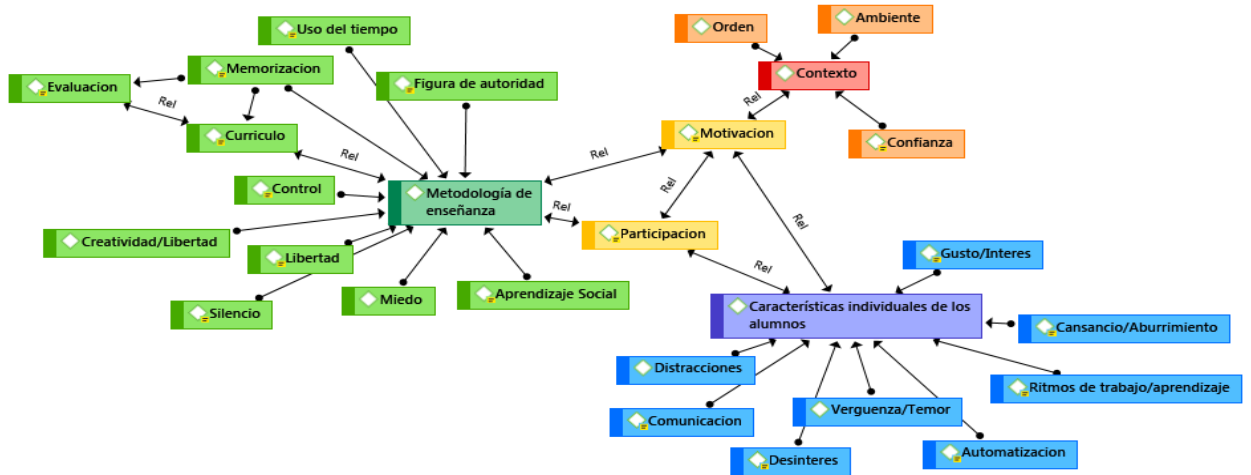 Uso del tiempo
Orden
Ambiente
Memorizacion
Evaluacion
Figura de autoridad
Contexto
Rel
Rel
Curriculo
Motivacion
Confianza
Rel
Rel
Control
Metodología de
enseñanza
Rel
Rel
Participacion
Rel
Creatividad/Libertad
Libertad
Rel
Gusto/Interes
Silencio
Miedo
Aprendizaje Social
Características individuales de los
alumnos
Cansancio/Aburrimiento
Distracciones
Ritmos de trabajo/aprendizaje
Comunicacion
Verguenza/Temor
Desinteres
Automatizacion